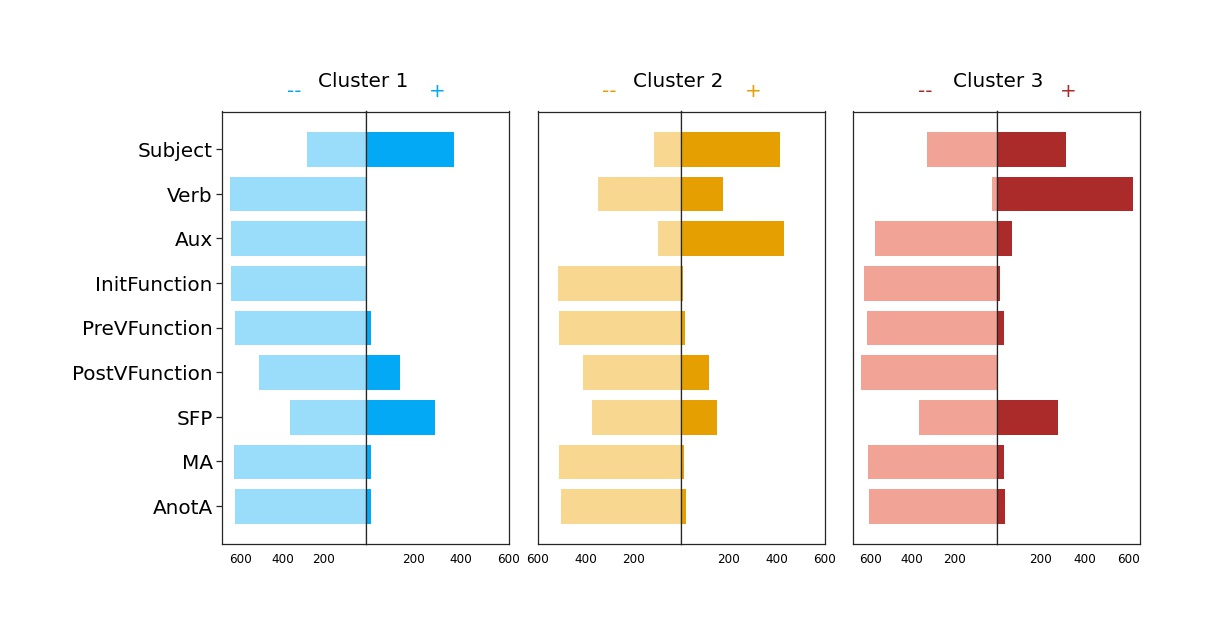 Cluster 1 Cluster 2 Cluster 3
-- + -- + -- +
Subject
Verb
Aux
InitFunction
PreVFunction
PostVFunction
SFP
MA
AnotA
600 400 200 200 400 600 600 400 200 200 400 600 600 400 200 200 400 600